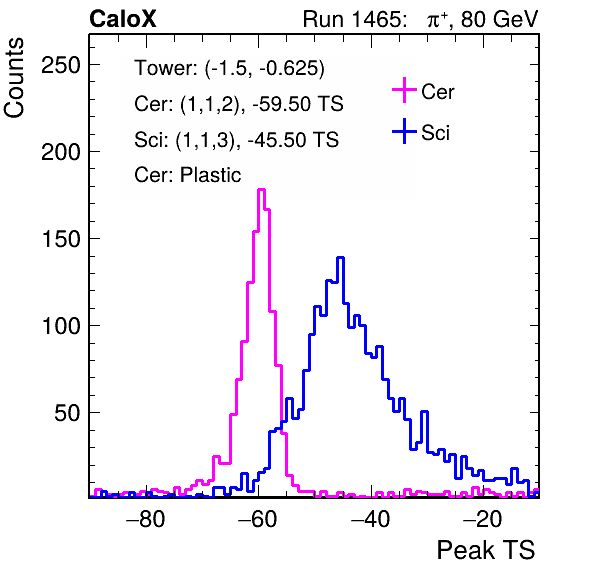 CaloX Run 1465: π⁺, 80 GeV
Counts
Tower: (-1.5, -0.625)
Cer: (1,1,2), -59.50 TS
Sci: (1,1,3), -45.50 TS
Cer: Plastic
Cer
Sci
250
200
150
100
50
−80 −60 −40 −20
Peak TS